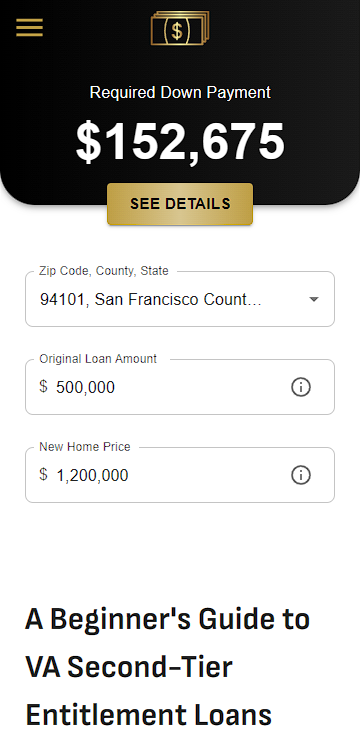 $
Required Down Payment
$152,675
SEE DETAILS
Zip Code, County, State
94101, San Francisco Count...
Original Loan Amount
$ 500,000
New Home Price
$ 1,200,000
A Beginner's Guide to
VA Second-Tier
Entitlement Loans